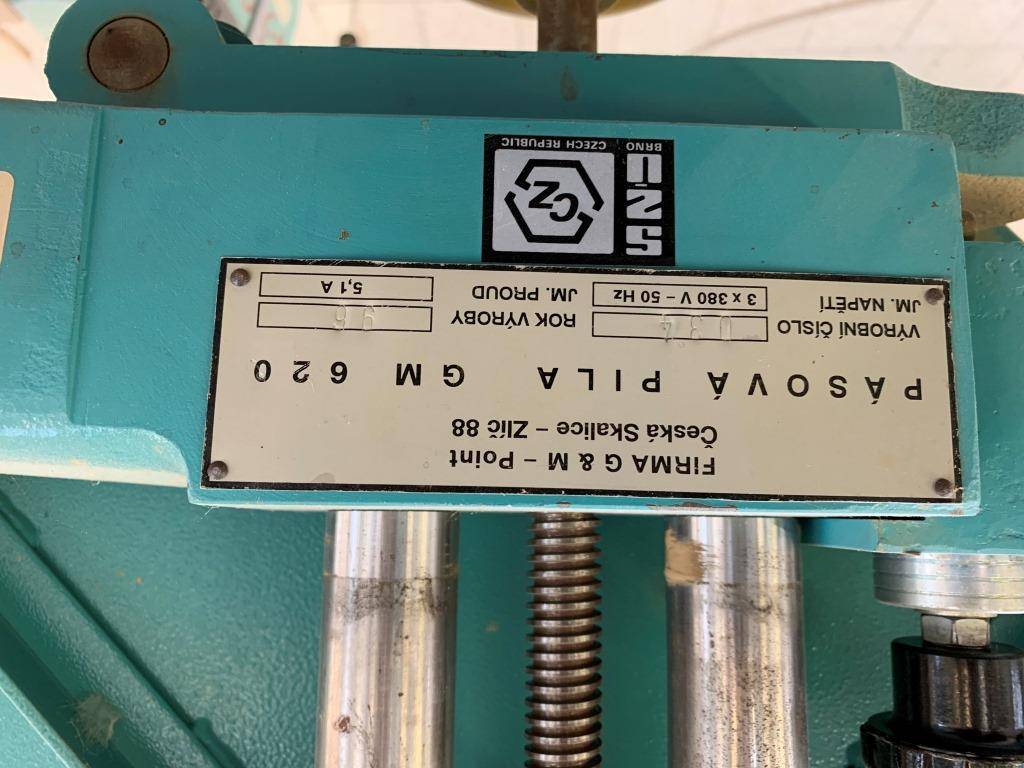 FIRMA G & M – Point
Česká Skalice – Zlíč 88
PÁSOVÁ PILA GM 620
VÝROBNÍ ČÍSLO 034 ROK VÝROBY 96
JM. NAPĚTÍ 3 x 380 V – 50 Hz JM. PROUD 5,1 A
SZÚ
BRNO
CZ
CZECH REPUBLIC